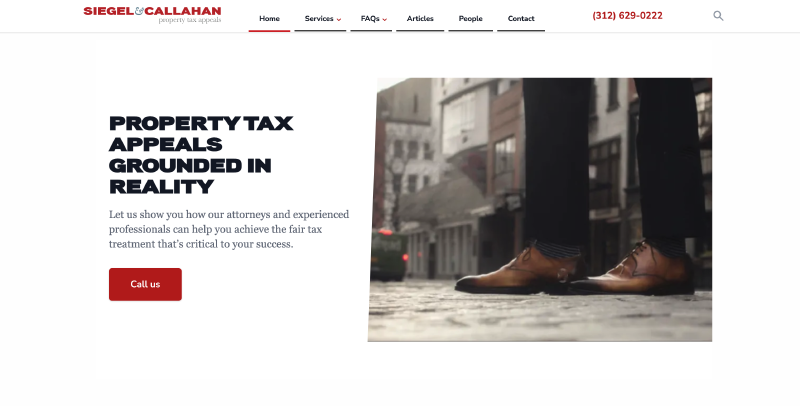 SIEGEL&CALLAHAN
property tax appeals
Home
Services
FAQs
Articles
People
Contact
(312) 629-0222
PROPERTY TAX
APPEALS
GROUNDED IN
REALITY
Let us show you how our attorneys and experienced
professionals can help you achieve the fair tax
treatment that's critical to your success.
Call us